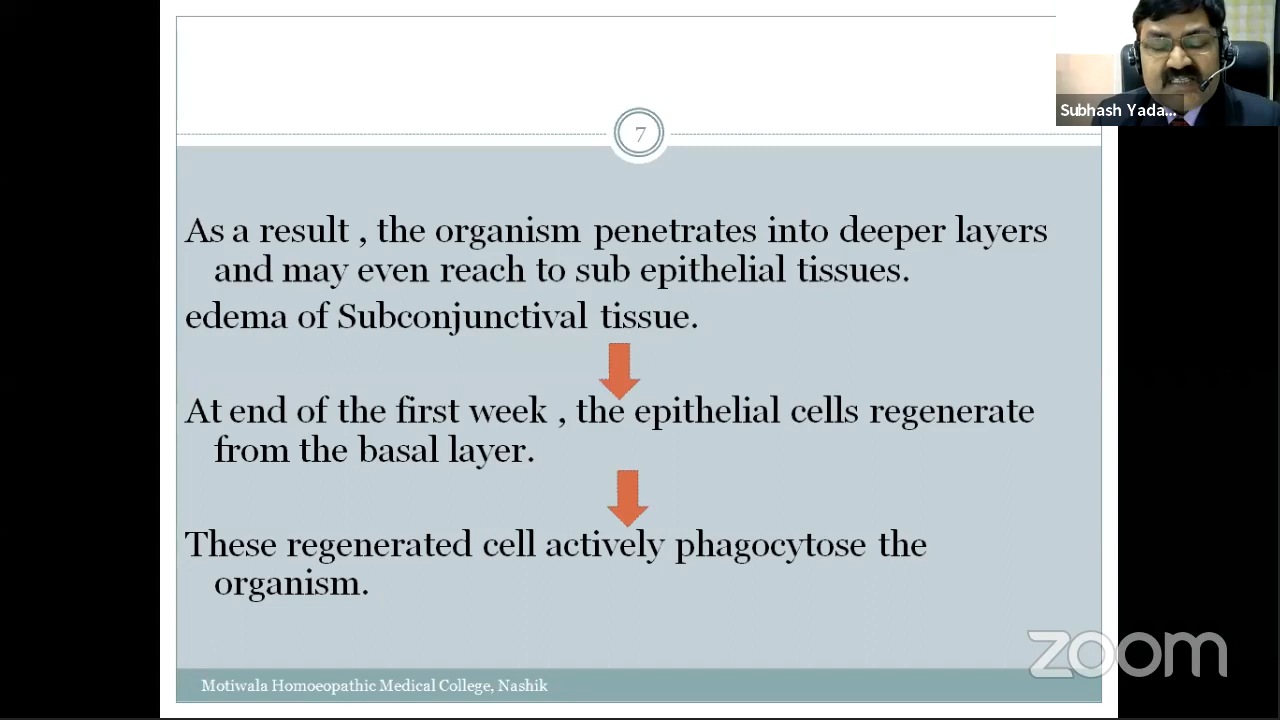 Subhash Yada...
7
As a result , the organism penetrates into deeper layers
and may even reach to sub epithelial tissues.
edema of Subconjunctival tissue.
At end of the first week , the epithelial cells regenerate
from the basal layer.
These regenerated cell actively phagocytose the
organism.
zoom
Motiwala Homoeopathic Medical College, Nashik